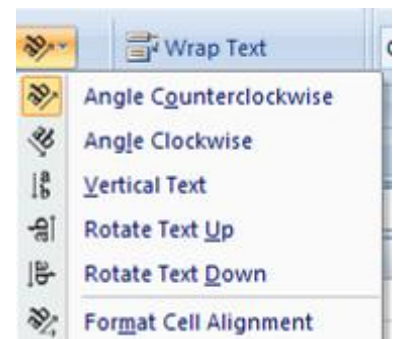 Wrap Text
Angle Counterclockwise
Angle Clockwise
Vertical Text
Rotate Text Up
Rotate Text Down
Format Cell Alignment